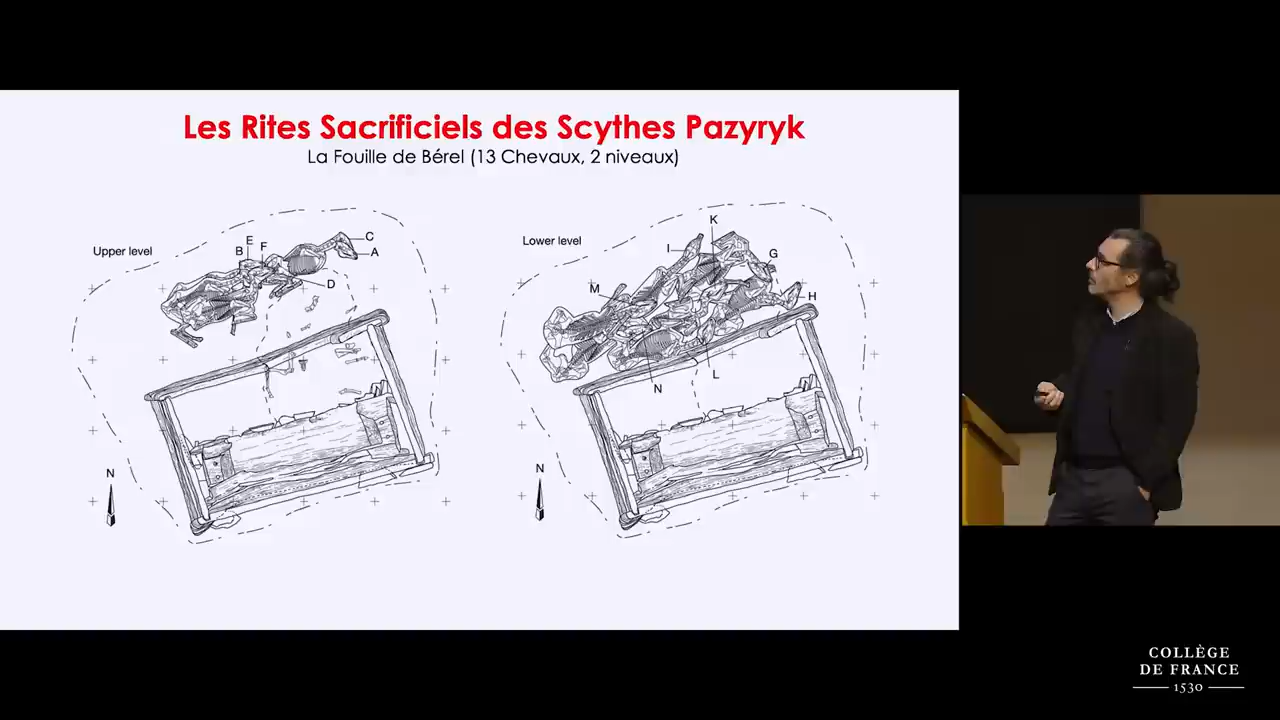 Les Rites Sacrificiels des Scythes Pazyryk
La Fouille de Bérel (13 Chevaux, 2 niveaux)
Upper level
E
B
F
C
A
D
N
Lower level
K
I
G
M
H
L
N
N
COLLÈGE
DE FRANCE
1530